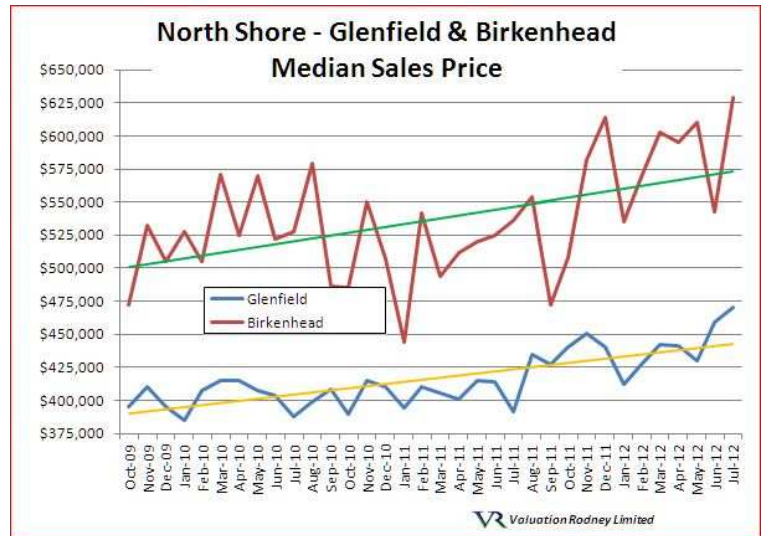 North Shore - Glenfield & Birkenhead
Median Sales Price
$650,000
$625,000
$600,000
$575,000
$550,000
$525,000
$500,000
$475,000
$450,000
$425,000
$400,000
$375,000
Glenfield
Birkenhead
Oct-09
Nov-09
Dec-09
Jan-10
Feb-10
Mar-10
Apr-10
May-10
Jun-10
Jul-10
Aug-10
Sep-10
Oct-10
Nov-10
Dec-10
Jan-11
Feb-11
Mar-11
Apr-11
May-11
Jun-11
Jul-11
Aug-11
Sep-11
Oct-11
Nov-11
Dec-11
Jan-12
Feb-12
Mar-12
Apr-12
May-12
Jun-12
Jul-12
VR Valuation Rodney Limited